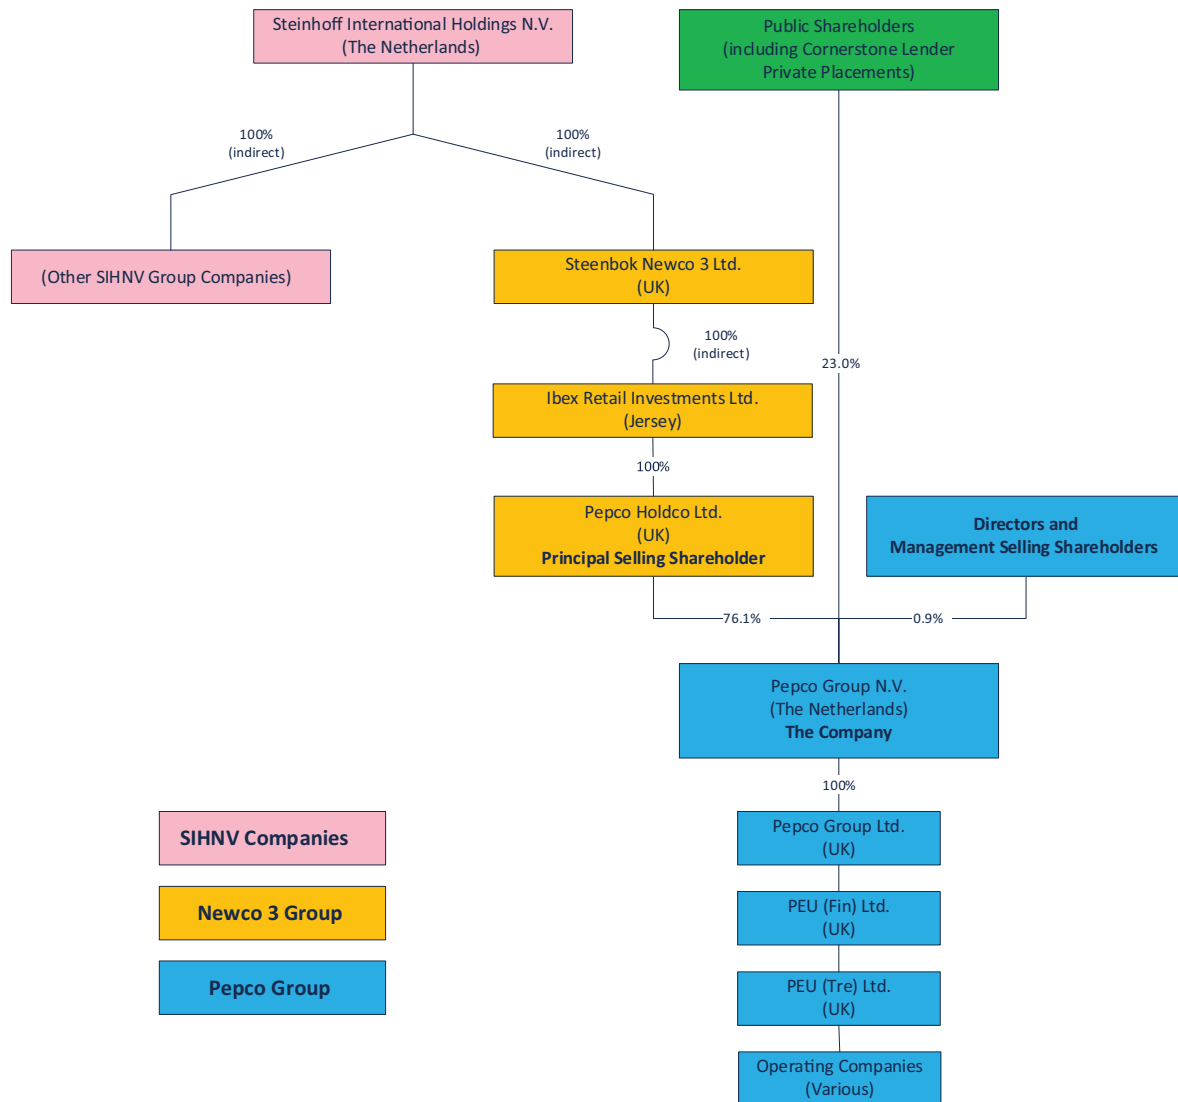 Steinhoff International Holdings N.V.
(The Netherlands)
Public Shareholders
(including Cornerstone Lender
Private Placements)
100%
(indirect)
100%
(indirect)
(Other SIHNV Group Companies)
Steenbok Newco 3 Ltd.
(UK)
100%
(indirect)
23.0%
Ibex Retail Investments Ltd.
(Jersey)
100%
Pepco Holdco Ltd.
(UK)
Principal Selling Shareholder
Directors and
Management Selling Shareholders
76.1%
0.9%
Pepco Group N.V.
(The Netherlands)
The Company
100%
SIHNV Companies
Newco 3 Group
Pepco Group
Pepco Group Ltd.
(UK)
PEU (Fin) Ltd.
(UK)
PEU (Tre) Ltd.
(UK)
Operating Companies
(Various)